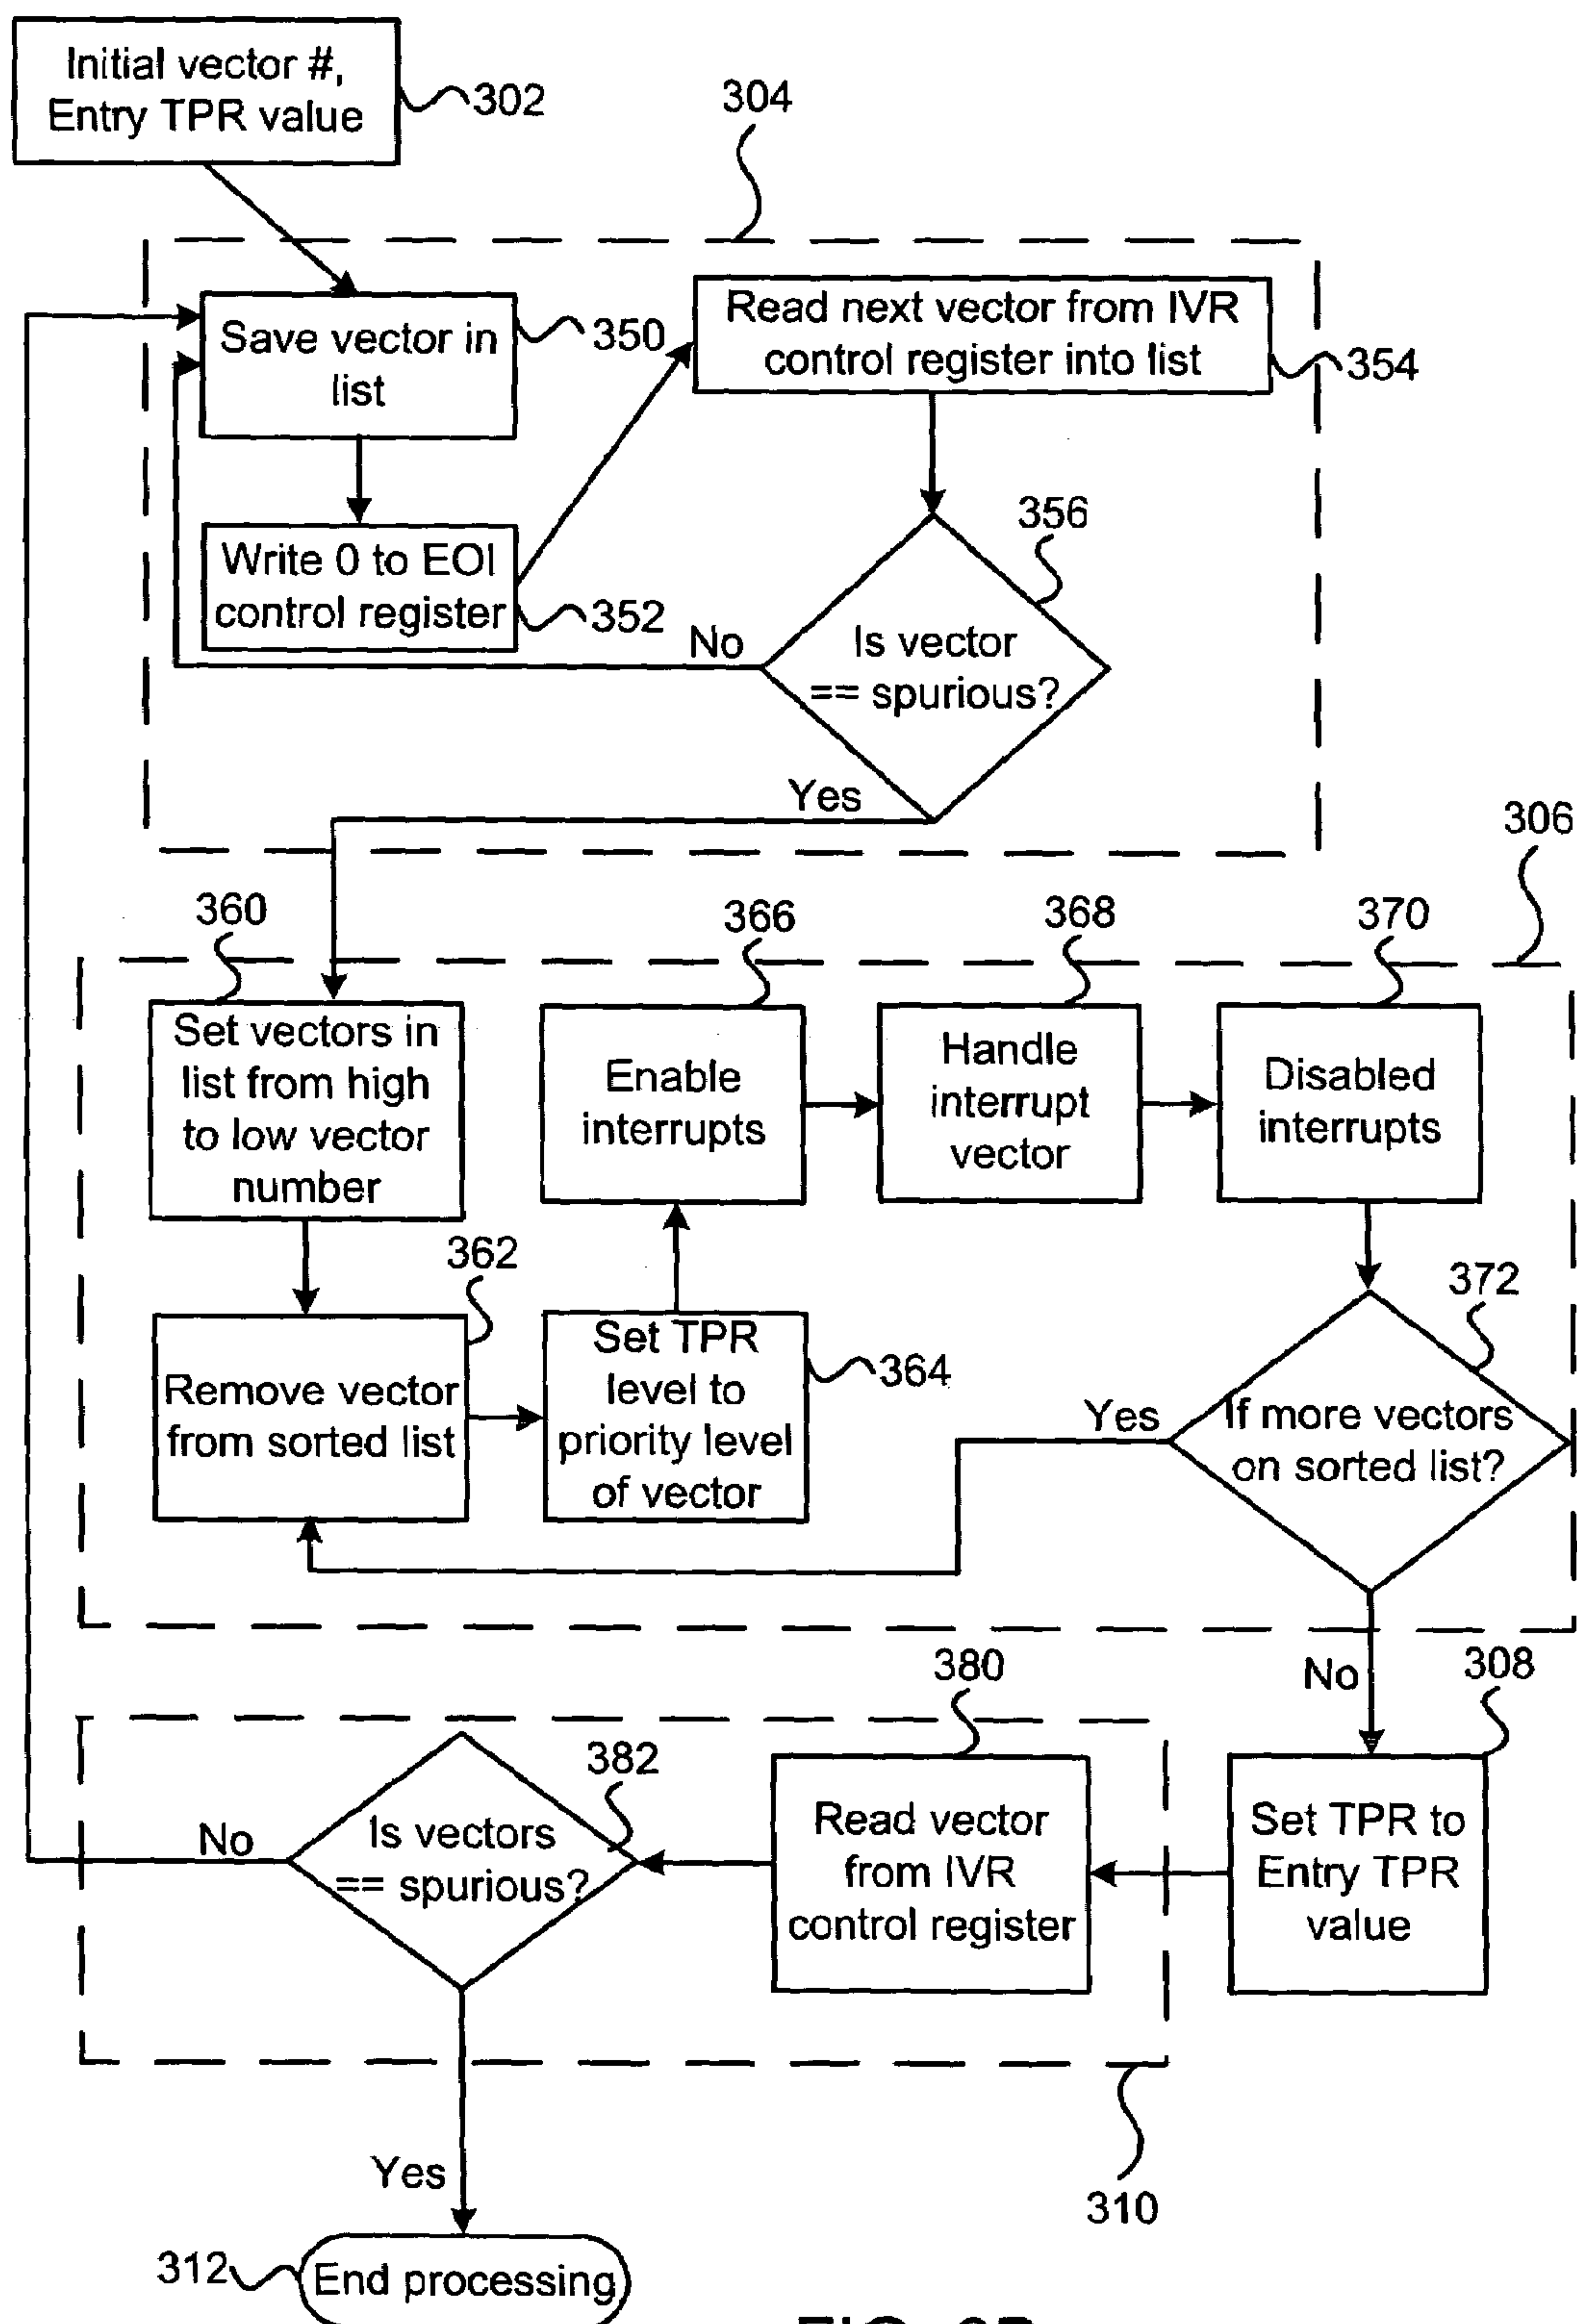 Initial vector #,
Entry TPR value
302
304
Save vector in
list
350
Read next vector from IVR
control register into list
354
Write 0 to EOI
control register
352
356
Is vector
== spurious?
No
Yes
306
360
Set vectors in
list from high
to low vector
number
366
Enable
interrupts
368
Handle
interrupt
vector
370
Disabled
interrupts
362
Remove vector
from sorted list
Set TPR
level to
priority level
of vector
364
372
If more vectors
on sorted list?
Yes
No
308
Set TPR to
Entry TPR
value
380
Read vector
from IVR
control register
382
Is vectors
== spurious?
No
Yes
310
312
End processing